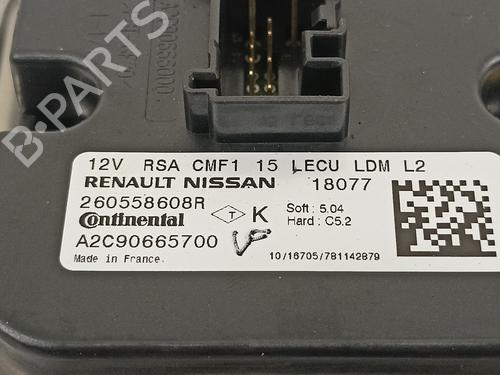 B-PARTS
12V RSA CMF1 15 LECU LDM L2
RENAULT NISSAN 18077
260558608R
Continental T K Soft : 5.04
Hard : C5.2
A2C90665700 VF
Made in France. 10/16705/781142879